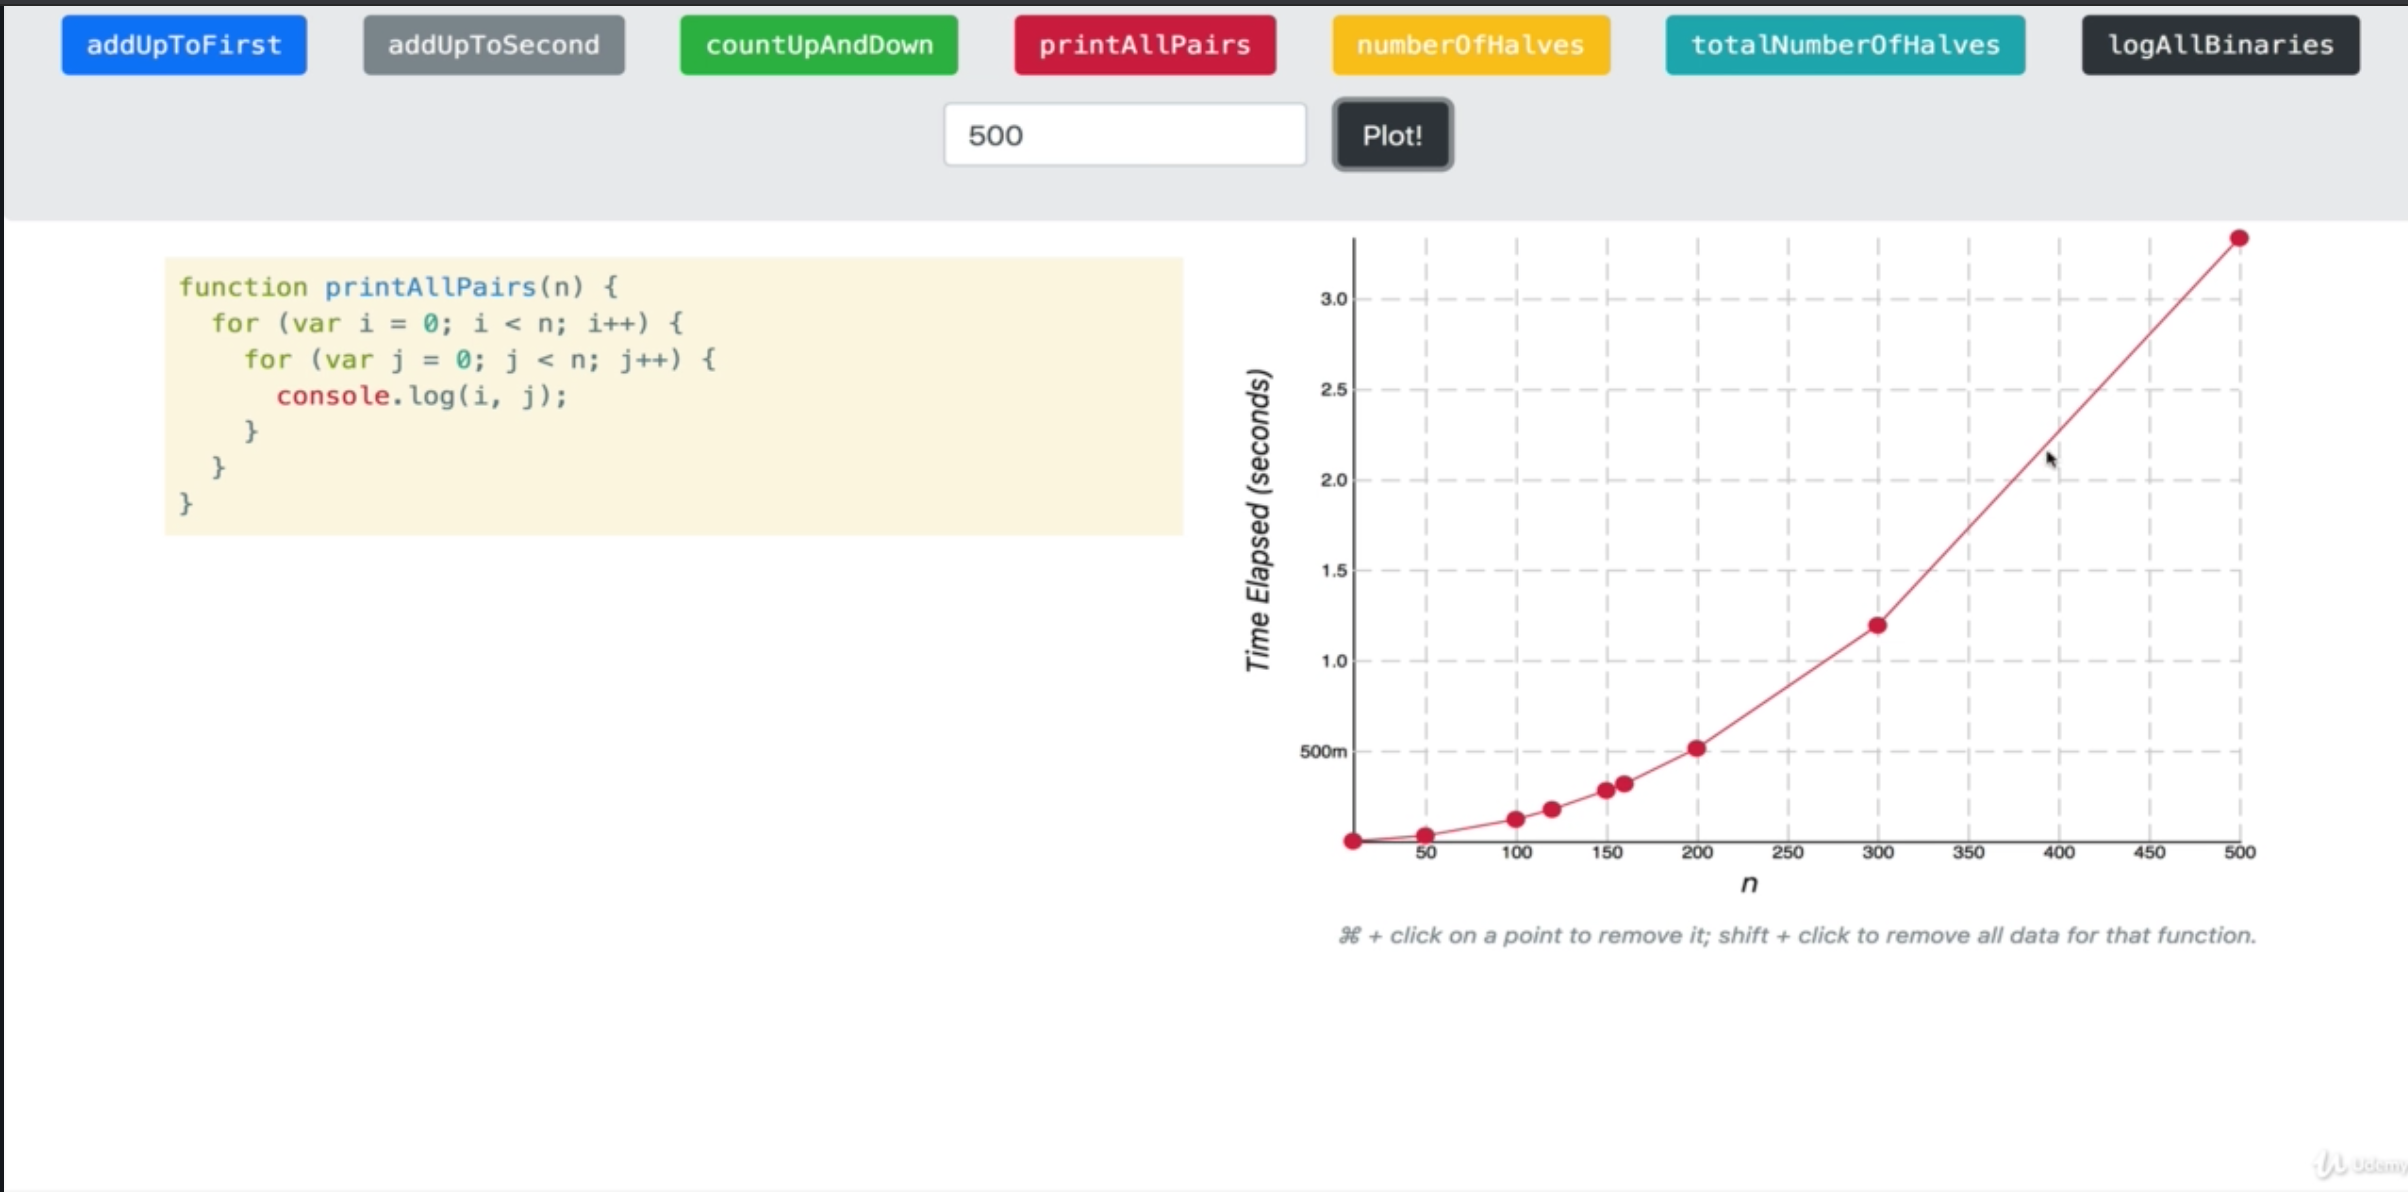 addUpToFirst addUpToSecond countUpAndDown printAllPairs numberOfHalves totalNumberOfHalves logAllBinaries
500 Plot!
function printAllPairs(n) {
  for (var i = 0; i < n; i++) {
    for (var j = 0; j < n; j++) {
      console.log(i, j);
    }
  }
}
Time Elapsed (seconds)
3.0
2.5
2.0
1.5
1.0
500m
50 100 150 200 250 300 350 400 450 500
n
⌘ + click on a point to remove it; shift + click to remove all data for that function.
Udemy